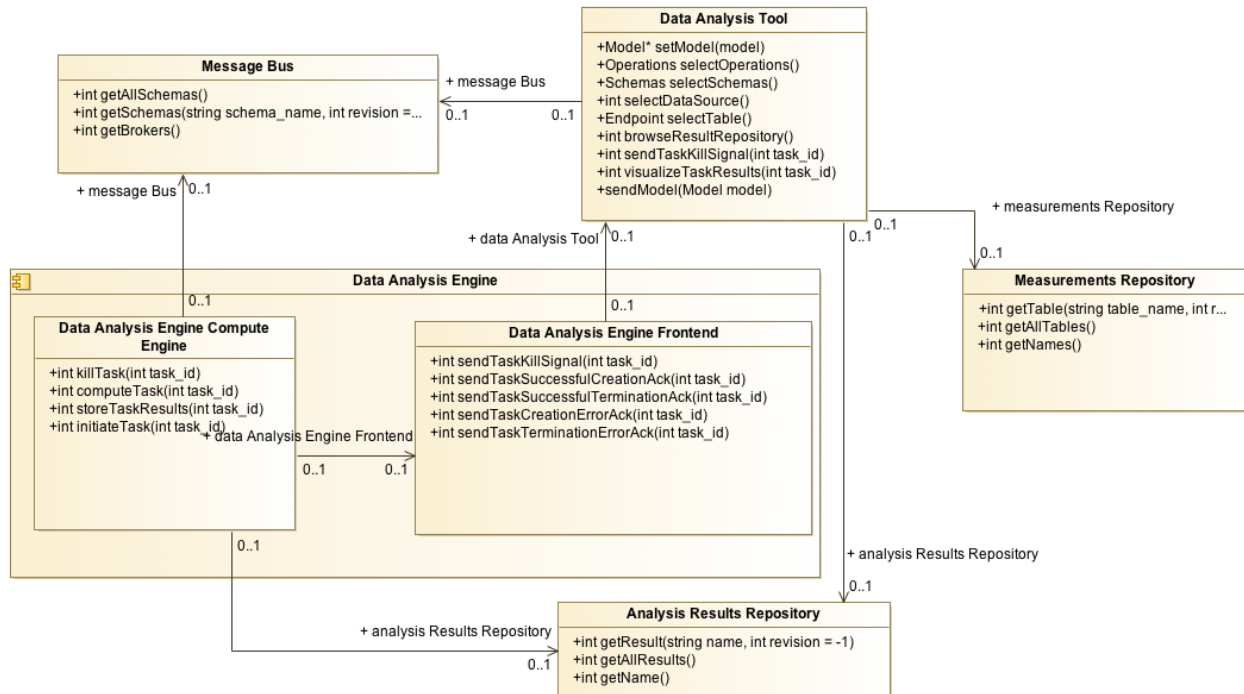 Data Analysis Tool
+Model* setModel(model)
+Operations selectOperations()
+Schemas selectSchemas()
+int selectDataSource()
+Endpoint selectTable()
+int browseResultRepository()
+int sendTaskKillSignal(int task_id)
+int visualizeTaskResults(int task_id)
+sendModel(Model model)
Message Bus
+int getAllSchemas()
+int getSchemas(string schema_name, int revision =...
+int getBrokers()
+ message Bus
0..1
0..1
+ message Bus
0..1
0..1
+ data Analysis Tool
0..1
0..1
+ measurements Repository
0..1
0..1
0..1
Measurements Repository
+int getTable(string table_name, int r...
+int getAllTables()
+int getNames()
Data Analysis Engine
Data Analysis Engine Compute
Engine
+int killTask(int task_id)
+int computeTask(int task_id)
+int storeTaskResults(int task_id)
+int initiateTask(int task_id)
Data Analysis Engine Frontend
+int sendTaskKillSignal(int task_id)
+int sendTaskSuccessfulCreationAck(int task_id)
+int sendTaskSuccessfulTerminationAck(int task_id)
+int sendTaskCreationErrorAck(int task_id)
+int sendTaskTerminationErrorAck(int task_id)
+ data Analysis Engine Frontend
0..1
0..1
0..1
+ analysis Results Repository
0..1
+ analysis Results Repository
0..1
Analysis Results Repository
+int getResult(string name, int revision = -1)
+int getAllResults()
+int getName()